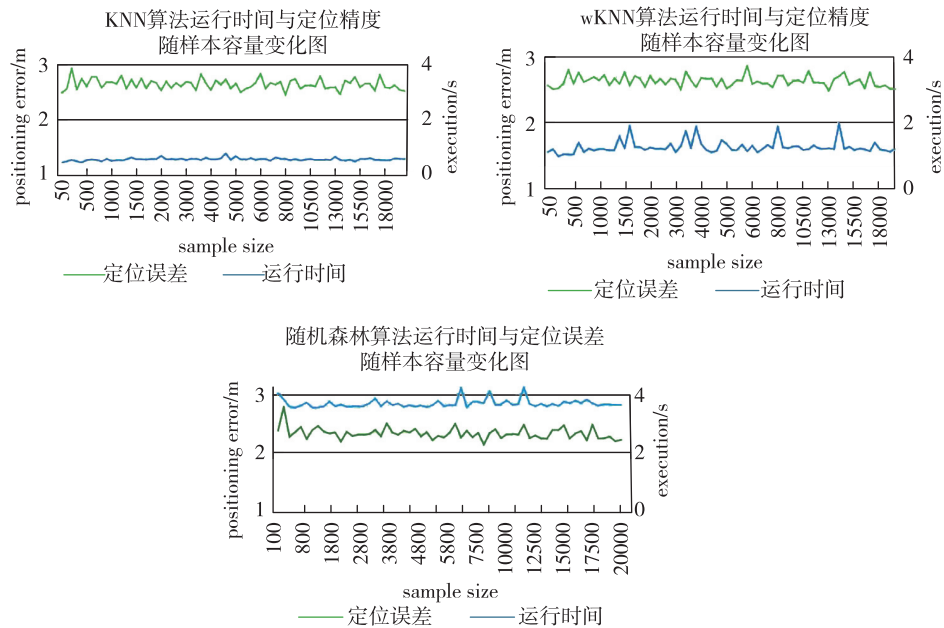 KNN算法运行时间与定位精度
随样本容量变化图
positioning error/m
3
2
1
execution/s
4
2
0
50
500
1000
1500
2000
3000
4000
5000
6000
8000
10500
13000
15500
18000
sample size
定位误差
运行时间
wKNN算法运行时间与定位精度
随样本容量变化图
positioning error/m
3
2
1
execution/s
4
2
0
50
500
1000
1500
2000
3000
4000
5000
6000
8000
10500
13000
15500
18000
sample size
定位误差
运行时间
随机森林算法运行时间与定位误差
随样本容量变化图
positioning error/m
3
2
1
execution/s
4
2
0
100
800
1800
2800
3800
4800
5800
7500
10000
12500
15000
17500
20000
sample size
定位误差
运行时间